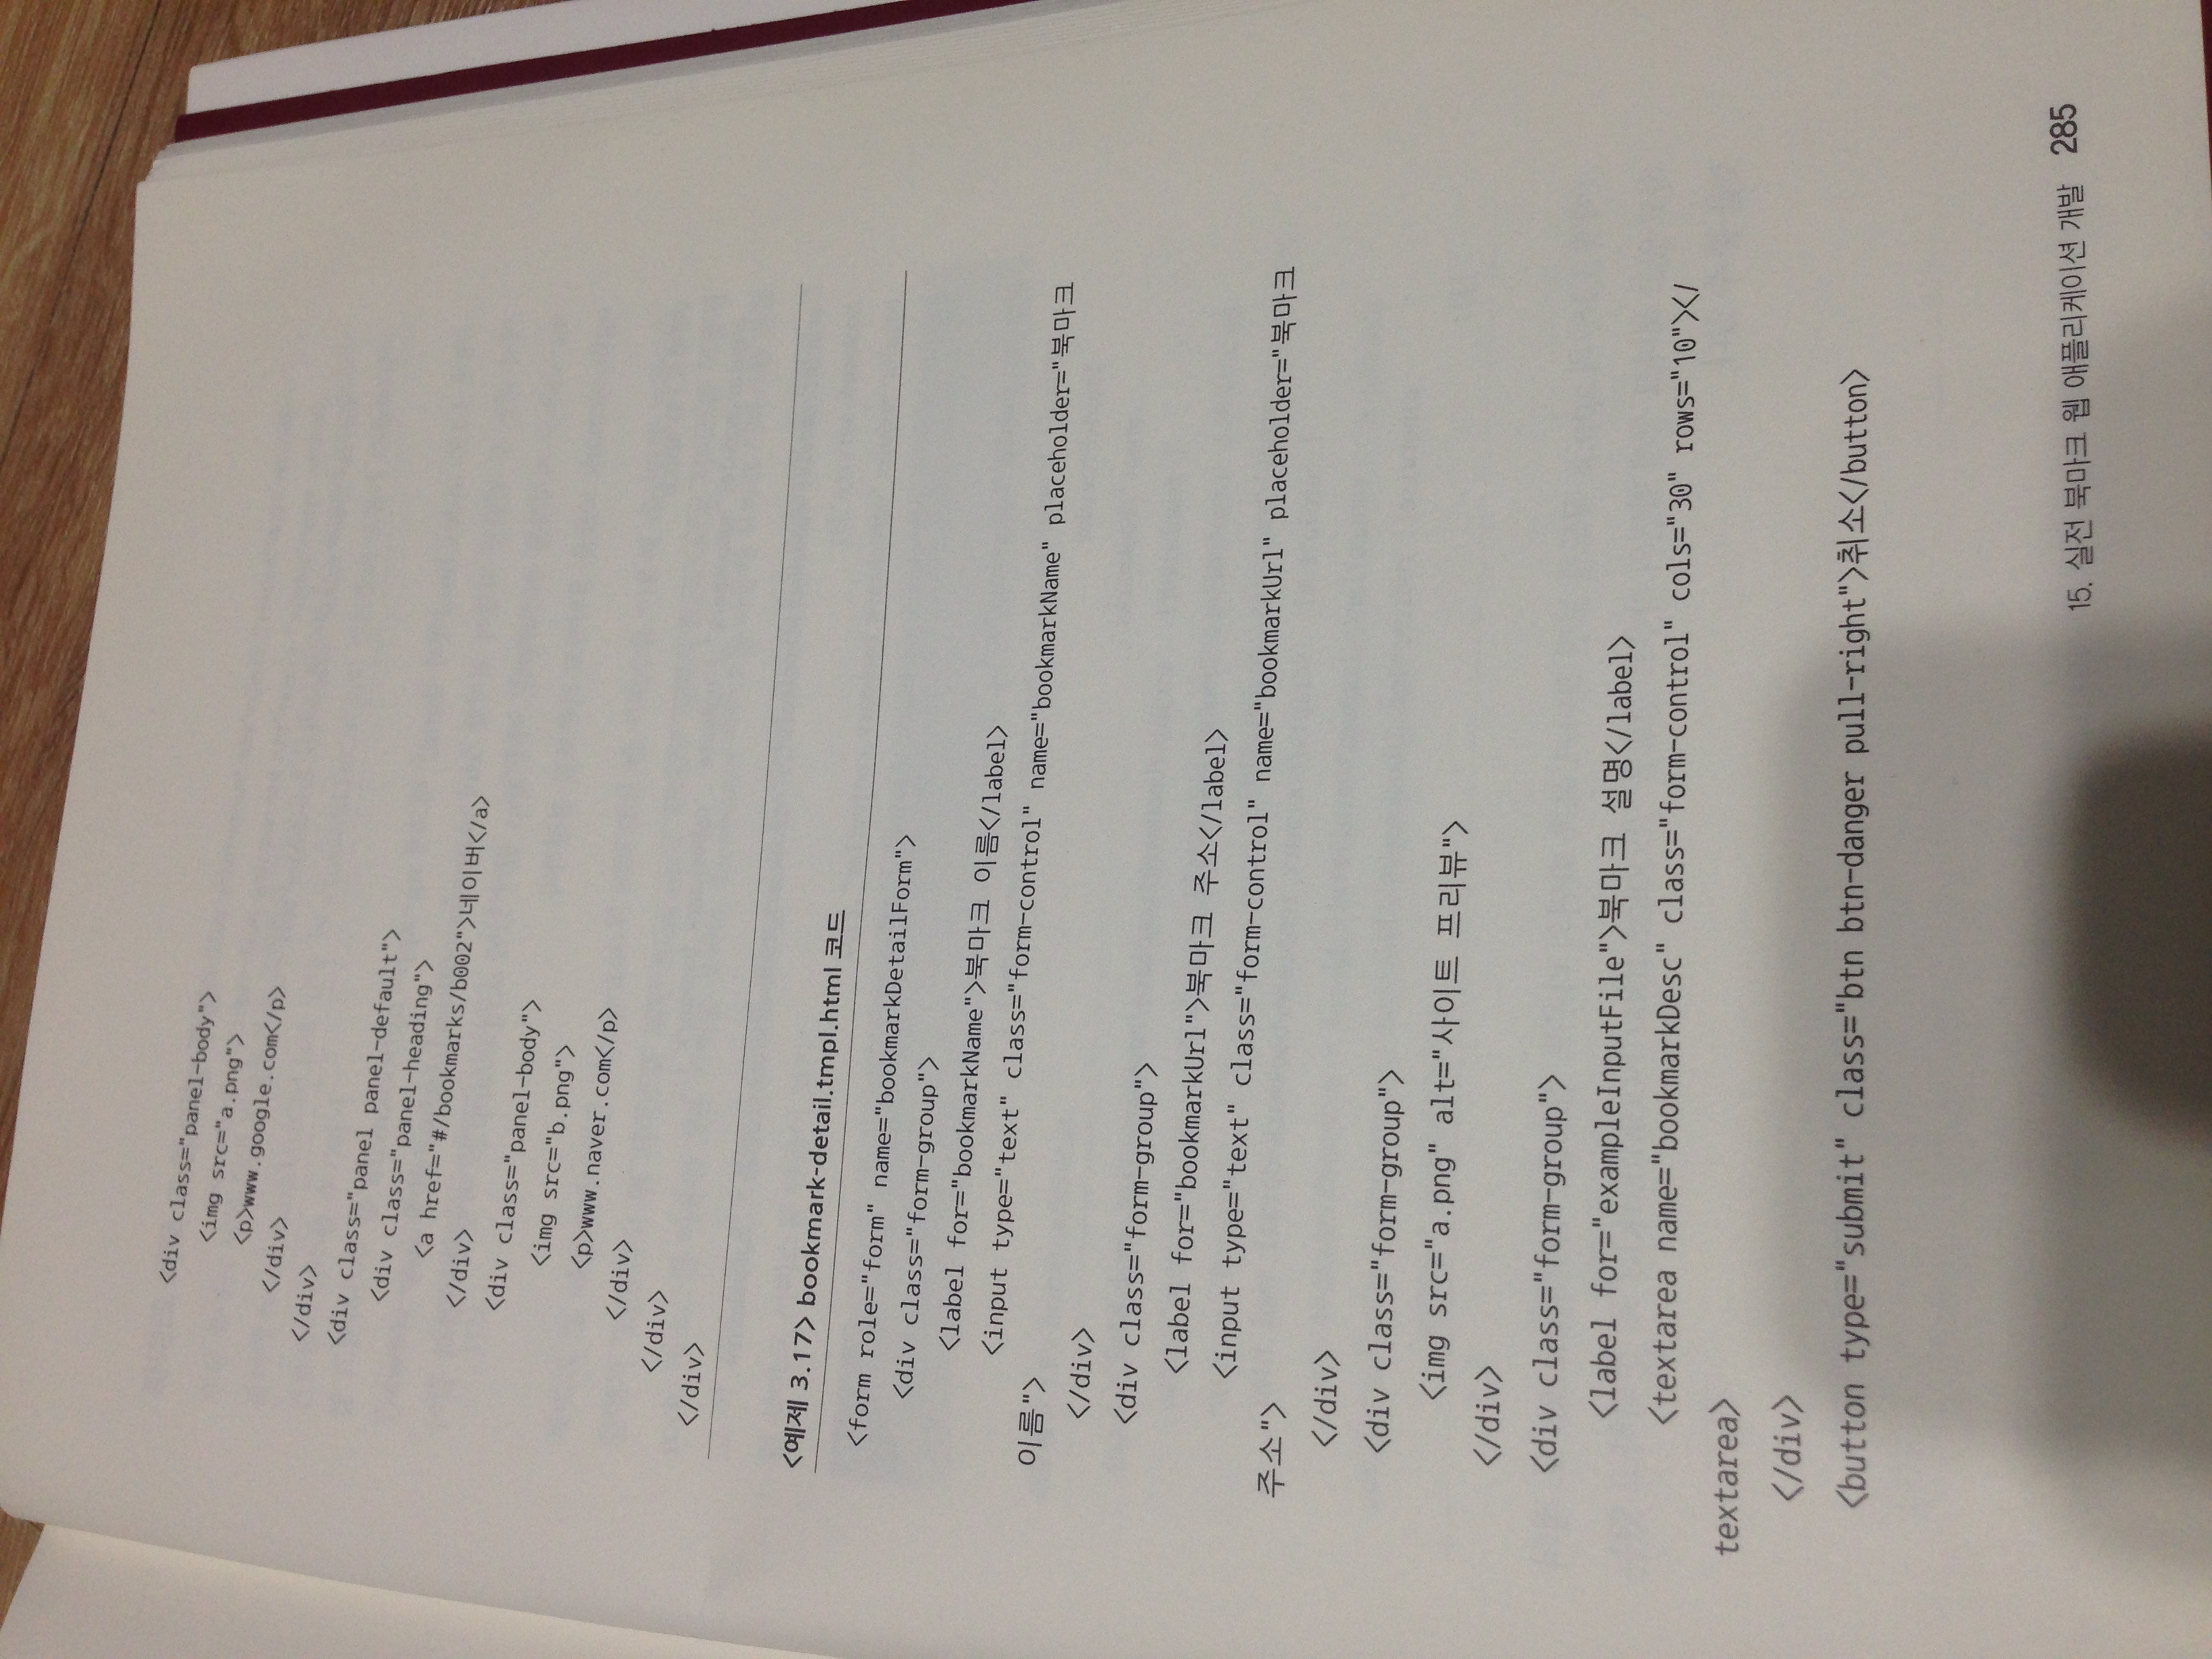 <div class="panel-body">
<img src="a.png">
<p>www.google.com</p>
</div>
</div>
<div class="panel panel-default">
<div class="panel-heading">
<a href="#/bookmarks/b002">네이버</a>
</div>
<div class="panel-body">
<img src="b.png">
<p>www.naver.com</p>
</div>
</div>
</div>
<예제 3.17> bookmark-detail.tmpl.html 코드
<form role="form" name="bookmarkDetailForm">
<div class="form-group">
<label for="bookmarkName">북마크 이름</label>
<input type="text" class="form-control" name="bookmarkName" placeholder="북마크
이름">
</div>
<div class="form-group">
<label for="bookmarkUrl">북마크 주소</label>
<input type="text" class="form-control" name="bookmarkUrl" placeholder="북마크
주소">
</div>
<div class="form-group">
<img src="a.png" alt="사이트 프리뷰">
</div>
<div class="form-group">
<label for="exampleInputFile">북마크 설명</label>
<textarea name="bookmarkDesc" class="form-control" cols="30" rows="10"></
textarea>
</div>
<button type="submit" class="btn btn-danger pull-right">취소</button>
15. 실전 북마크 웹 애플리케이션 개발 285